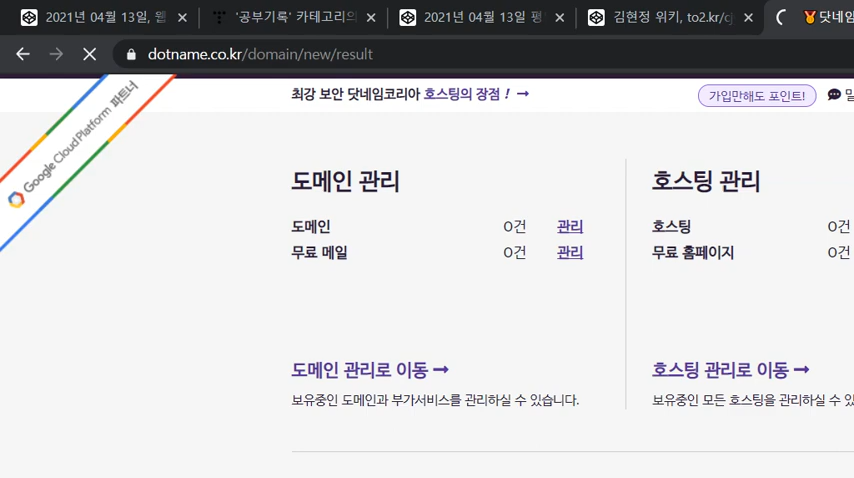 2021년 04월 13일, 웹
'공부기록' 카테고리의
2021년 04월 13일 평
김현정 위키, to2.kr/cj
닷네임
dotname.co.kr/domain/new/result
Google Cloud Platform 파트너
최강 보안 닷네임코리아 호스팅의 장점! →
가입만해도 포인트!
도메인 관리
도메인 0건 관리
무료 메일 0건 관리
도메인 관리로 이동 →
보유중인 도메인과 부가서비스를 관리하실 수 있습니다.
호스팅 관리
호스팅 0건
무료 홈페이지 0건
호스팅 관리로 이동 →
보유중인 모든 호스팅을 관리하실 수